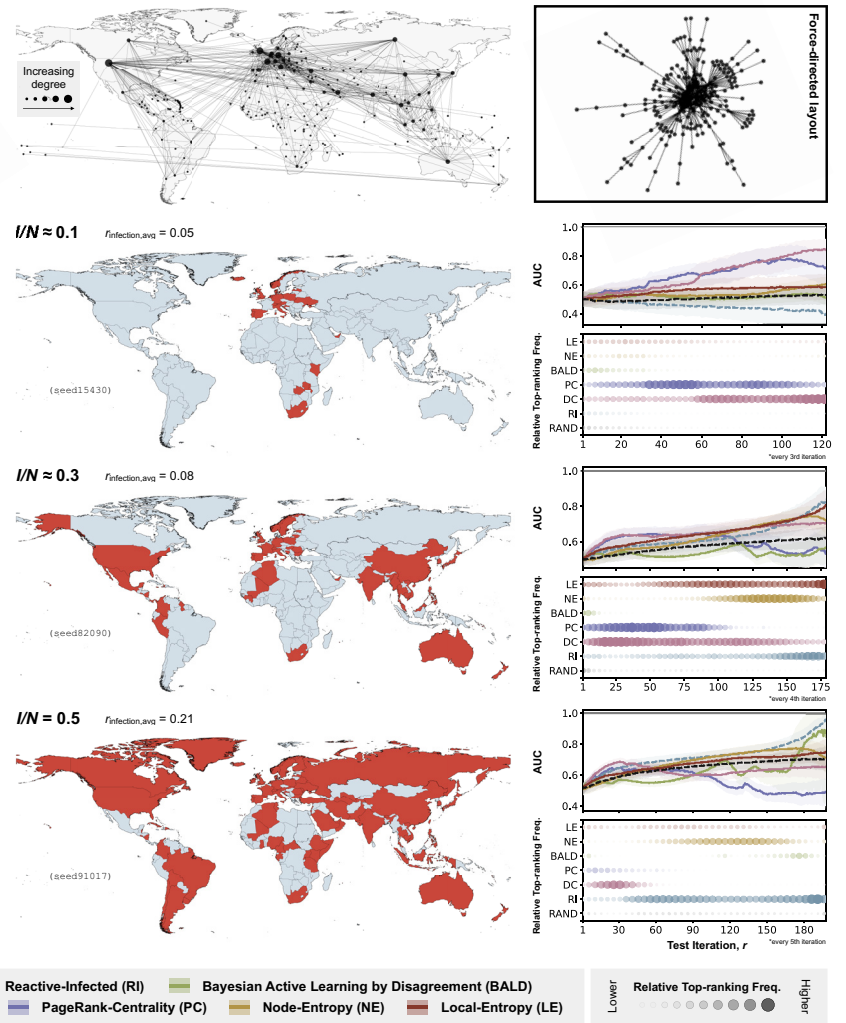 Increasing
degree
Force-directed layout
I/N ≈ 0.1
r infection,avg = 0.05
(seed15430)
AUC
1.0
0.8
0.6
0.4
Relative Top-ranking Freq.
LE
NE
BALD
PC
DC
RI
RAND
1 20 40 60 80 100 120
*every 3rd iteration
I/N ≈ 0.3
r infection,avg = 0.08
(seed82090)
AUC
1.0
0.8
0.6
Relative Top-ranking Freq.
LE
NE
BALD
PC
DC
RI
RAND
1 25 50 75 100 125 150 175
*every 4th iteration
I/N = 0.5
r infection,avg = 0.21
(seed91017)
AUC
1.0
0.8
0.6
0.4
Relative Top-ranking Freq.
LE
NE
BALD
PC
DC
RI
RAND
1 30 60 90 120 150 180
Test Iteration, r
*every 5th iteration
Reactive-Infected (RI) Bayesian Active Learning by Disagreement (BALD)
PageRank-Centrality (PC) Node-Entropy (NE) Local-Entropy (LE)
Lower
Relative Top-ranking Freq.
Higher